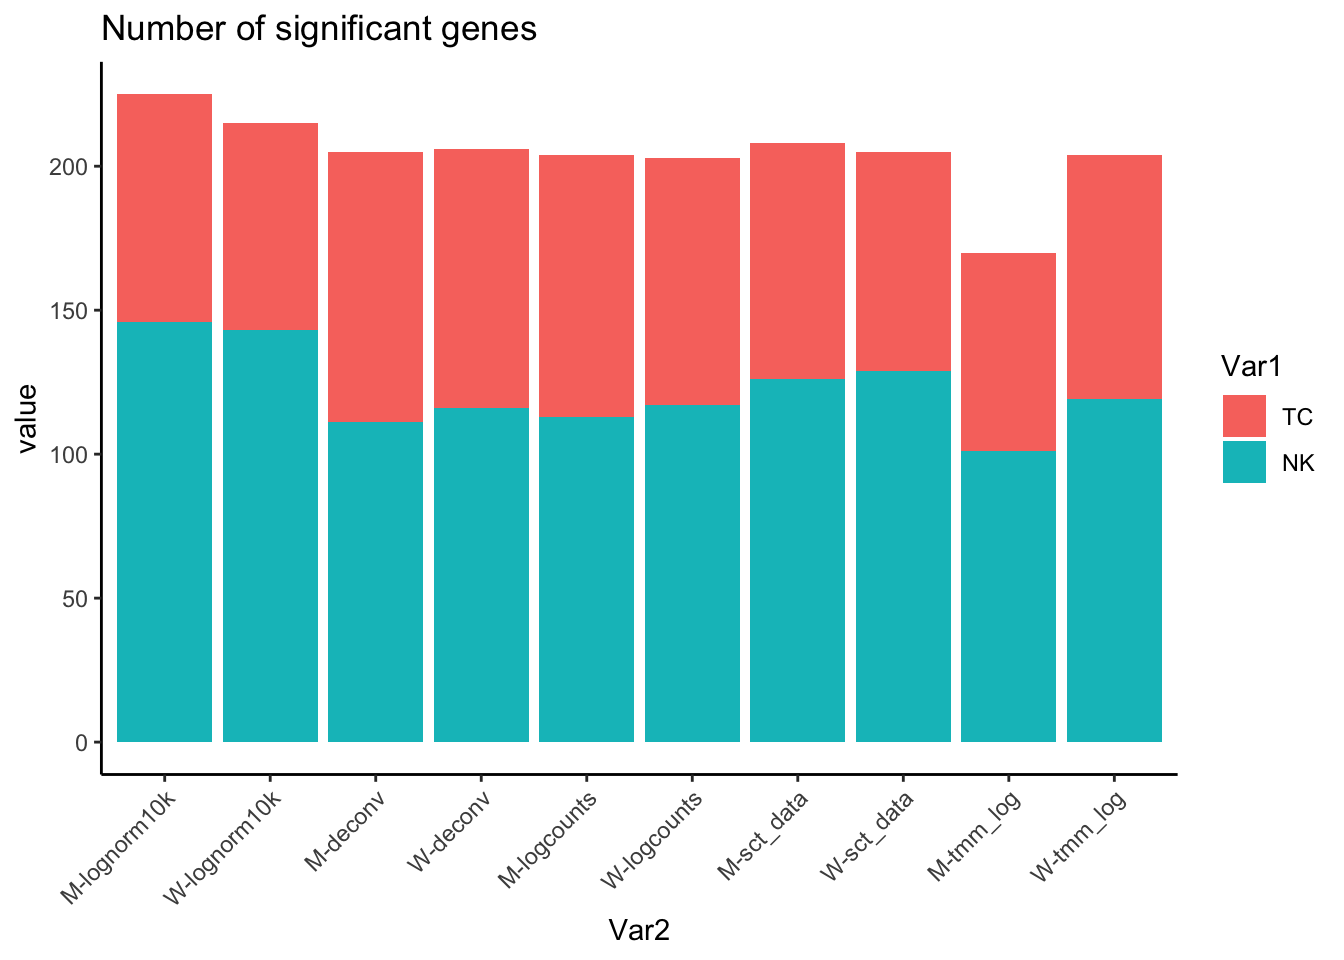 Number of significant genes
value
200
150
100
50
0
M-lognorm10k
W-lognorm10k
M-deconv
W-deconv
M-logcounts
W-logcounts
M-sct_data
W-sct_data
M-tmm_log
W-tmm_log
Var2
Var1
TC
NK